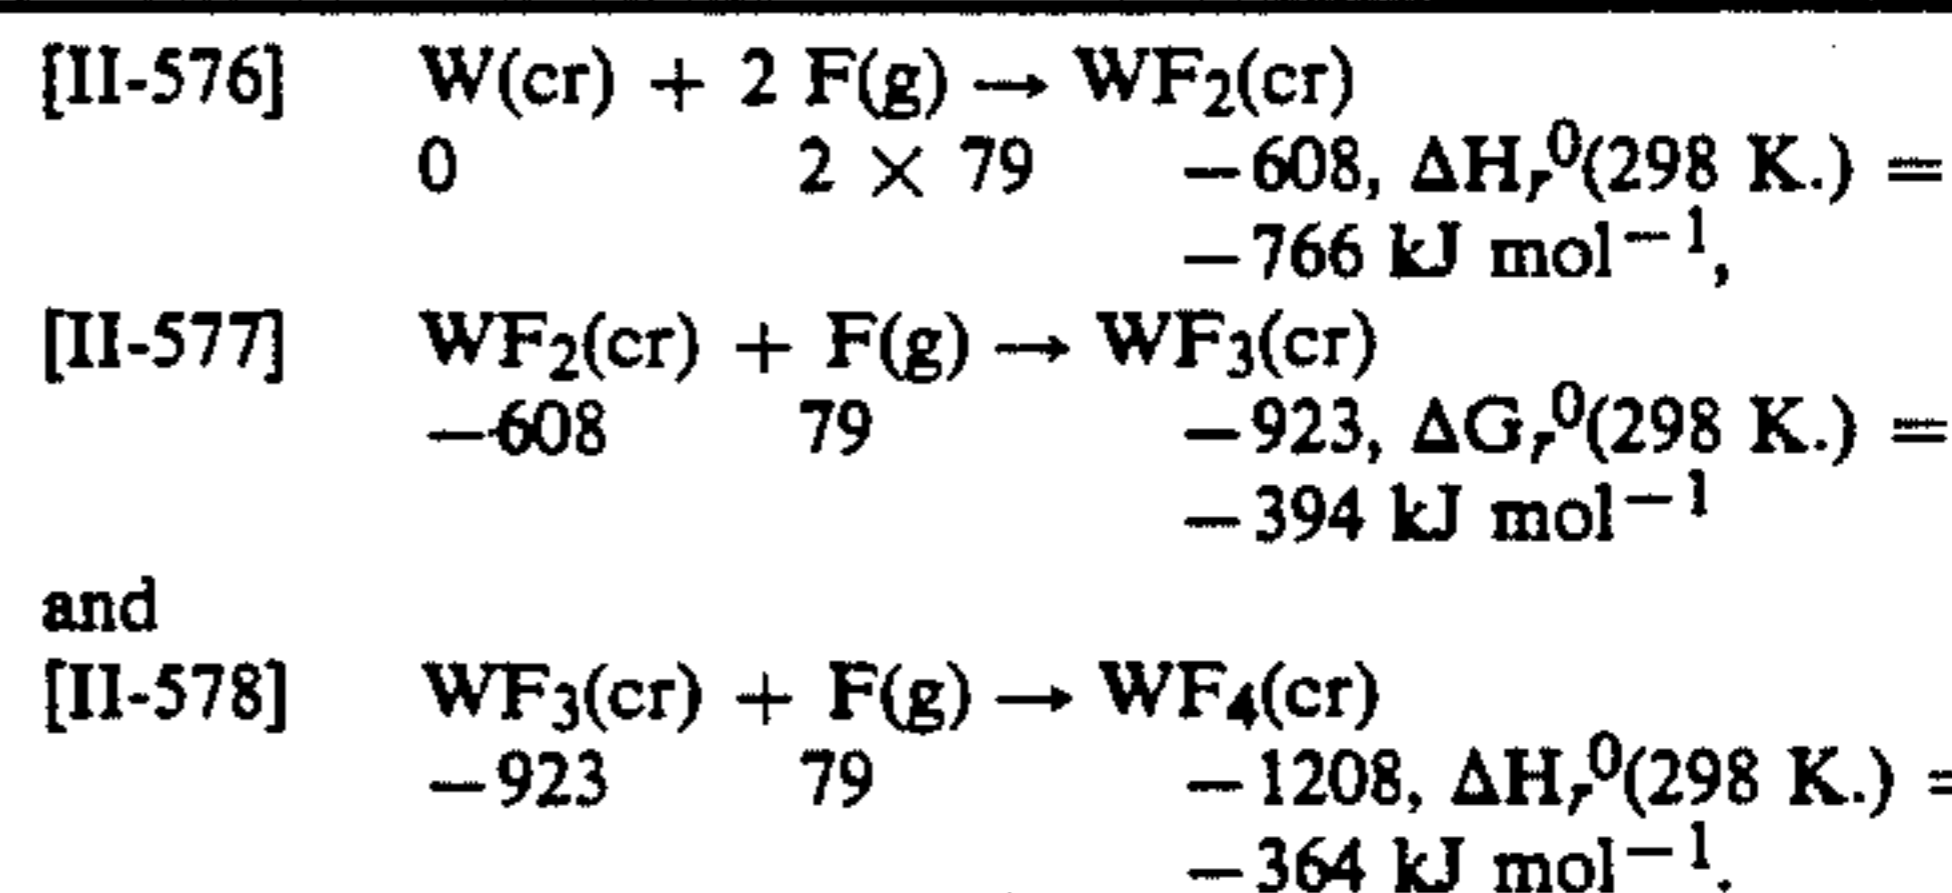 [II-576] W(cr) + 2 F(g) → WF₂(cr)
0 2 × 79 −608, ΔHᵣ⁰(298 K.) =
−766 kJ mol⁻¹,
[II-577] WF₂(cr) + F(g) → WF₃(cr)
−608 79 −923, ΔGᵣ⁰(298 K.) =
−394 kJ mol⁻¹
and
[II-578] WF₃(cr) + F(g) → WF₄(cr)
−923 79 −1208, ΔHᵣ⁰(298 K.) =
−364 kJ mol⁻¹.